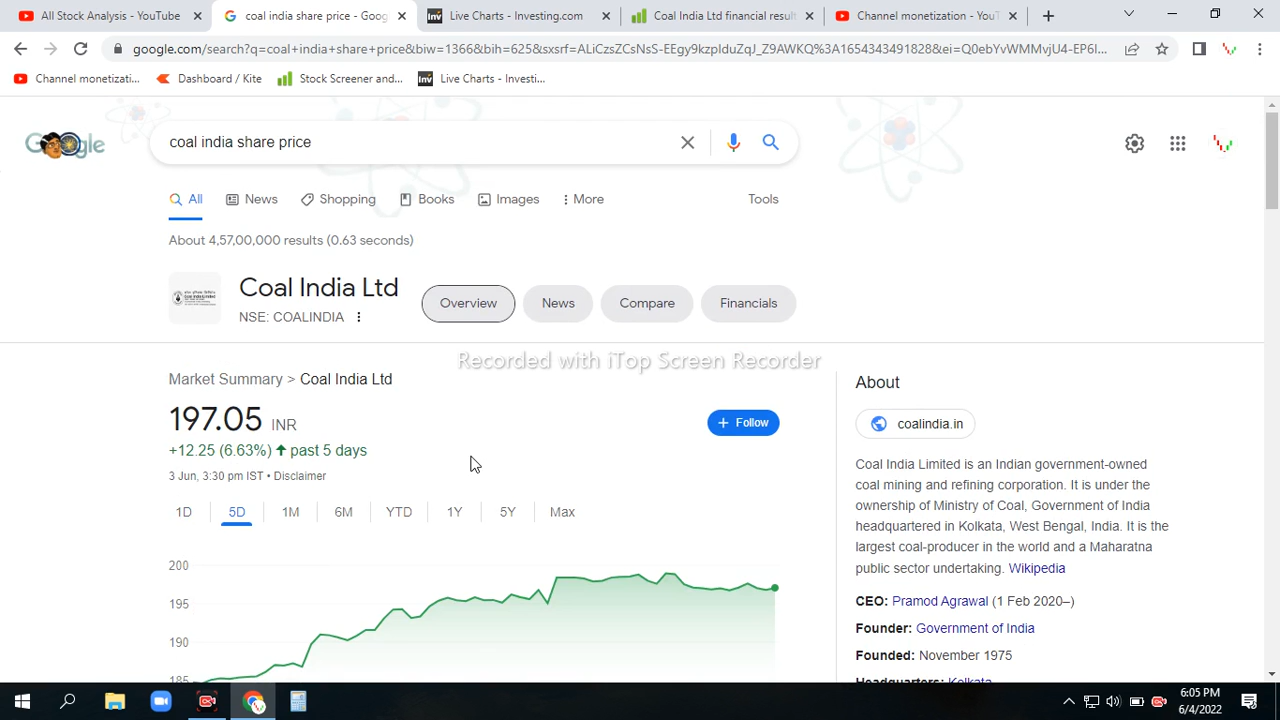 All Stock Analysis - YouTube
coal india share price - Goog
Live Charts - Investing.com
Coal India Ltd financial result
Channel monetization - YouT
google.com/search?q=coal+india+share+price&biw=1366&bih=625&sxsrf=ALiCzsZCsNsS-EEgy9kzpIduZqJ_Z9AWKQ%3A1654343491828&ei=Q0ebYvWMMvjU4-EP6I...
Channel monetizati...
Dashboard / Kite
Stock Screener and...
Inv
Live Charts - Investi...
coal india share price
All
News
Shopping
Books
Images
More
Tools
About 4,57,00,000 results (0.63 seconds)
Coal India Ltd
NSE: COALINDIA
Overview
News
Compare
Financials
Recorded with iTop Screen Recorder
Market Summary > Coal India Ltd
197.05 INR
+ Follow
+12.25 (6.63%) ↑ past 5 days
3 Jun, 3:30 pm IST • Disclaimer
1D
5D
1M
6M
YTD
1Y
5Y
Max
200
195
190
185
About
coalindia.in
Coal India Limited is an Indian government-owned
coal mining and refining corporation. It is under the
ownership of Ministry of Coal, Government of India
headquartered in Kolkata, West Bengal, India. It is the
largest coal-producer in the world and a Maharatna
public sector undertaking. Wikipedia
CEO: Pramod Agrawal (1 Feb 2020–)
Founder: Government of India
Founded: November 1975
Headquarters: Kolkata
6:05 PM
6/4/2022